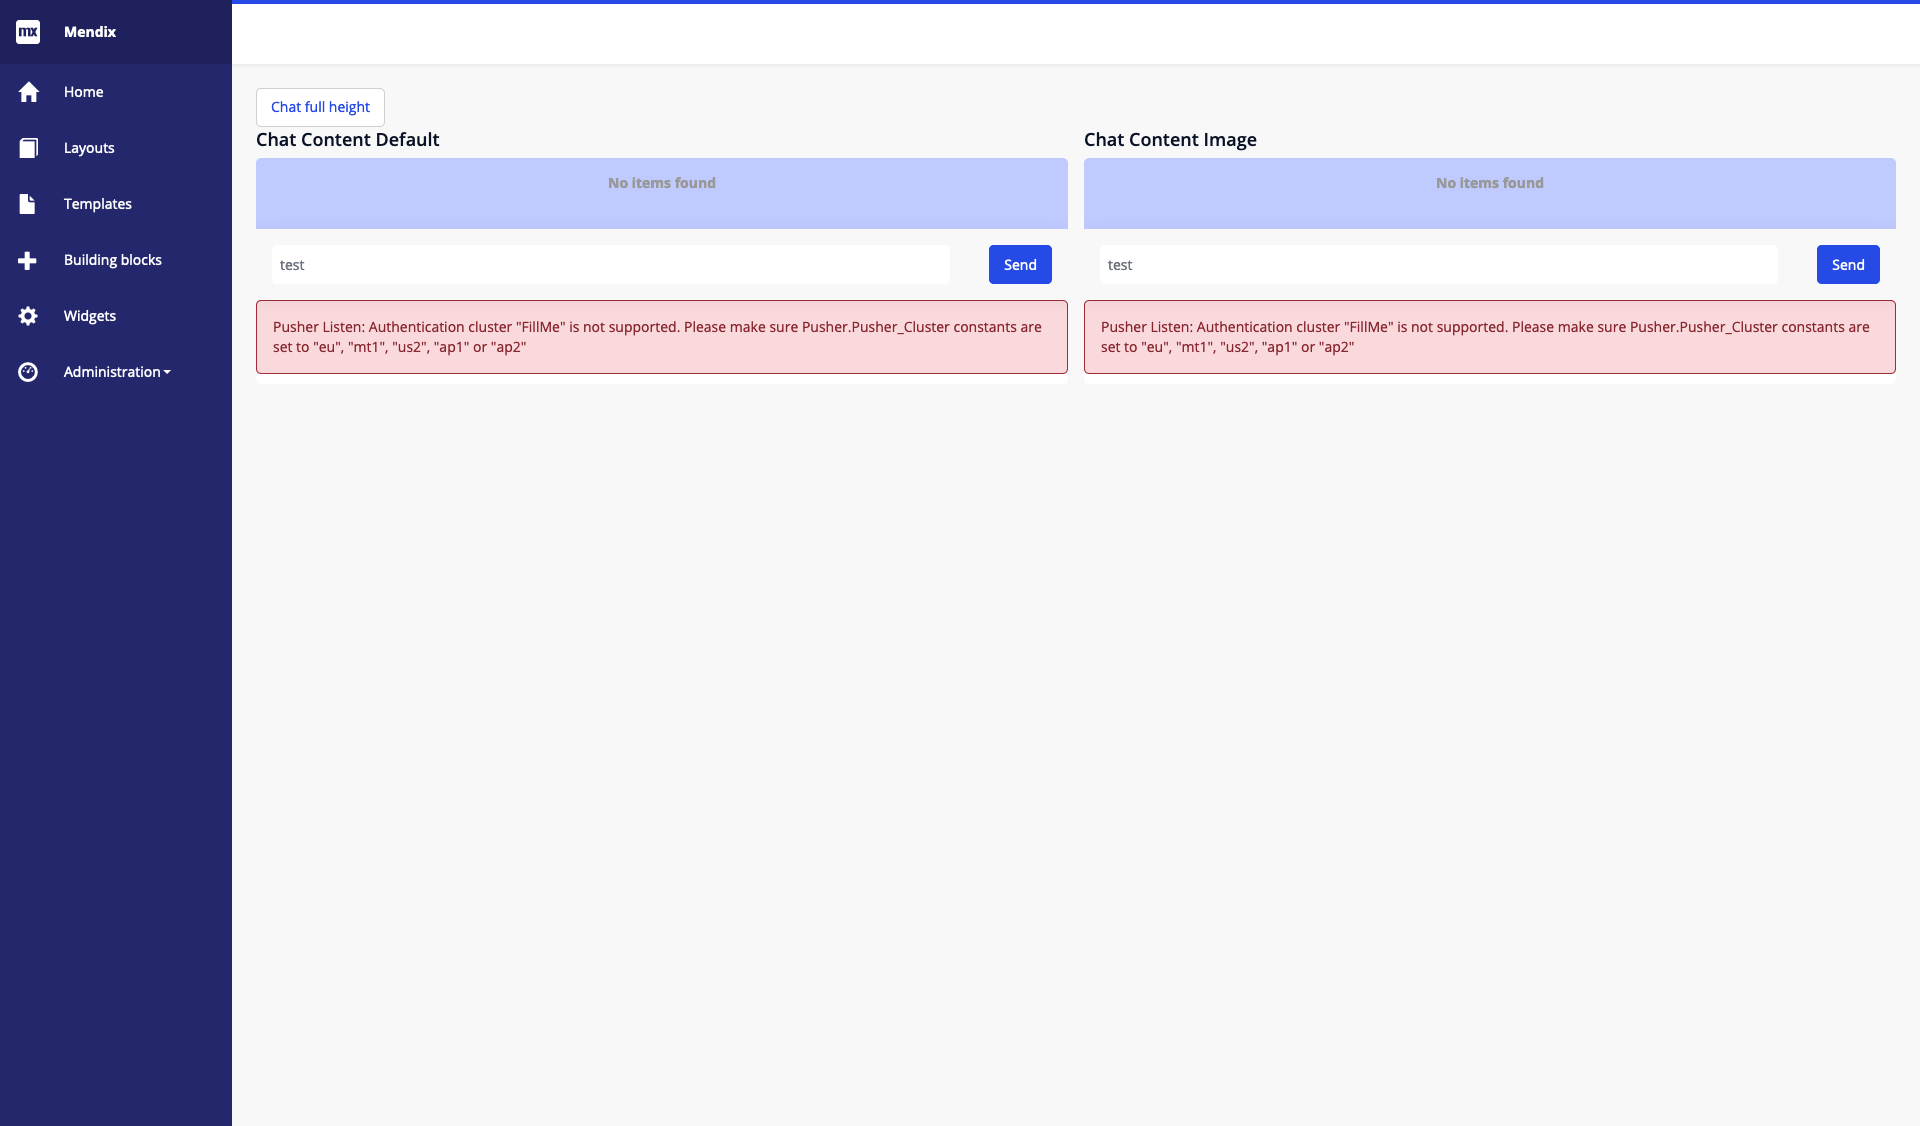 mx
Mendix
Home
Layouts
Templates
Building blocks
Widgets
Administration
Chat full height
Chat Content Default
No items found
test
Send
Pusher Listen: Authentication cluster "FillMe" is not supported. Please make sure Pusher.Pusher_Cluster constants are
set to "eu", "mt1", "us2", "ap1" or "ap2"
Chat Content Image
No items found
test
Send
Pusher Listen: Authentication cluster "FillMe" is not supported. Please make sure Pusher.Pusher_Cluster constants are
set to "eu", "mt1", "us2", "ap1" or "ap2"